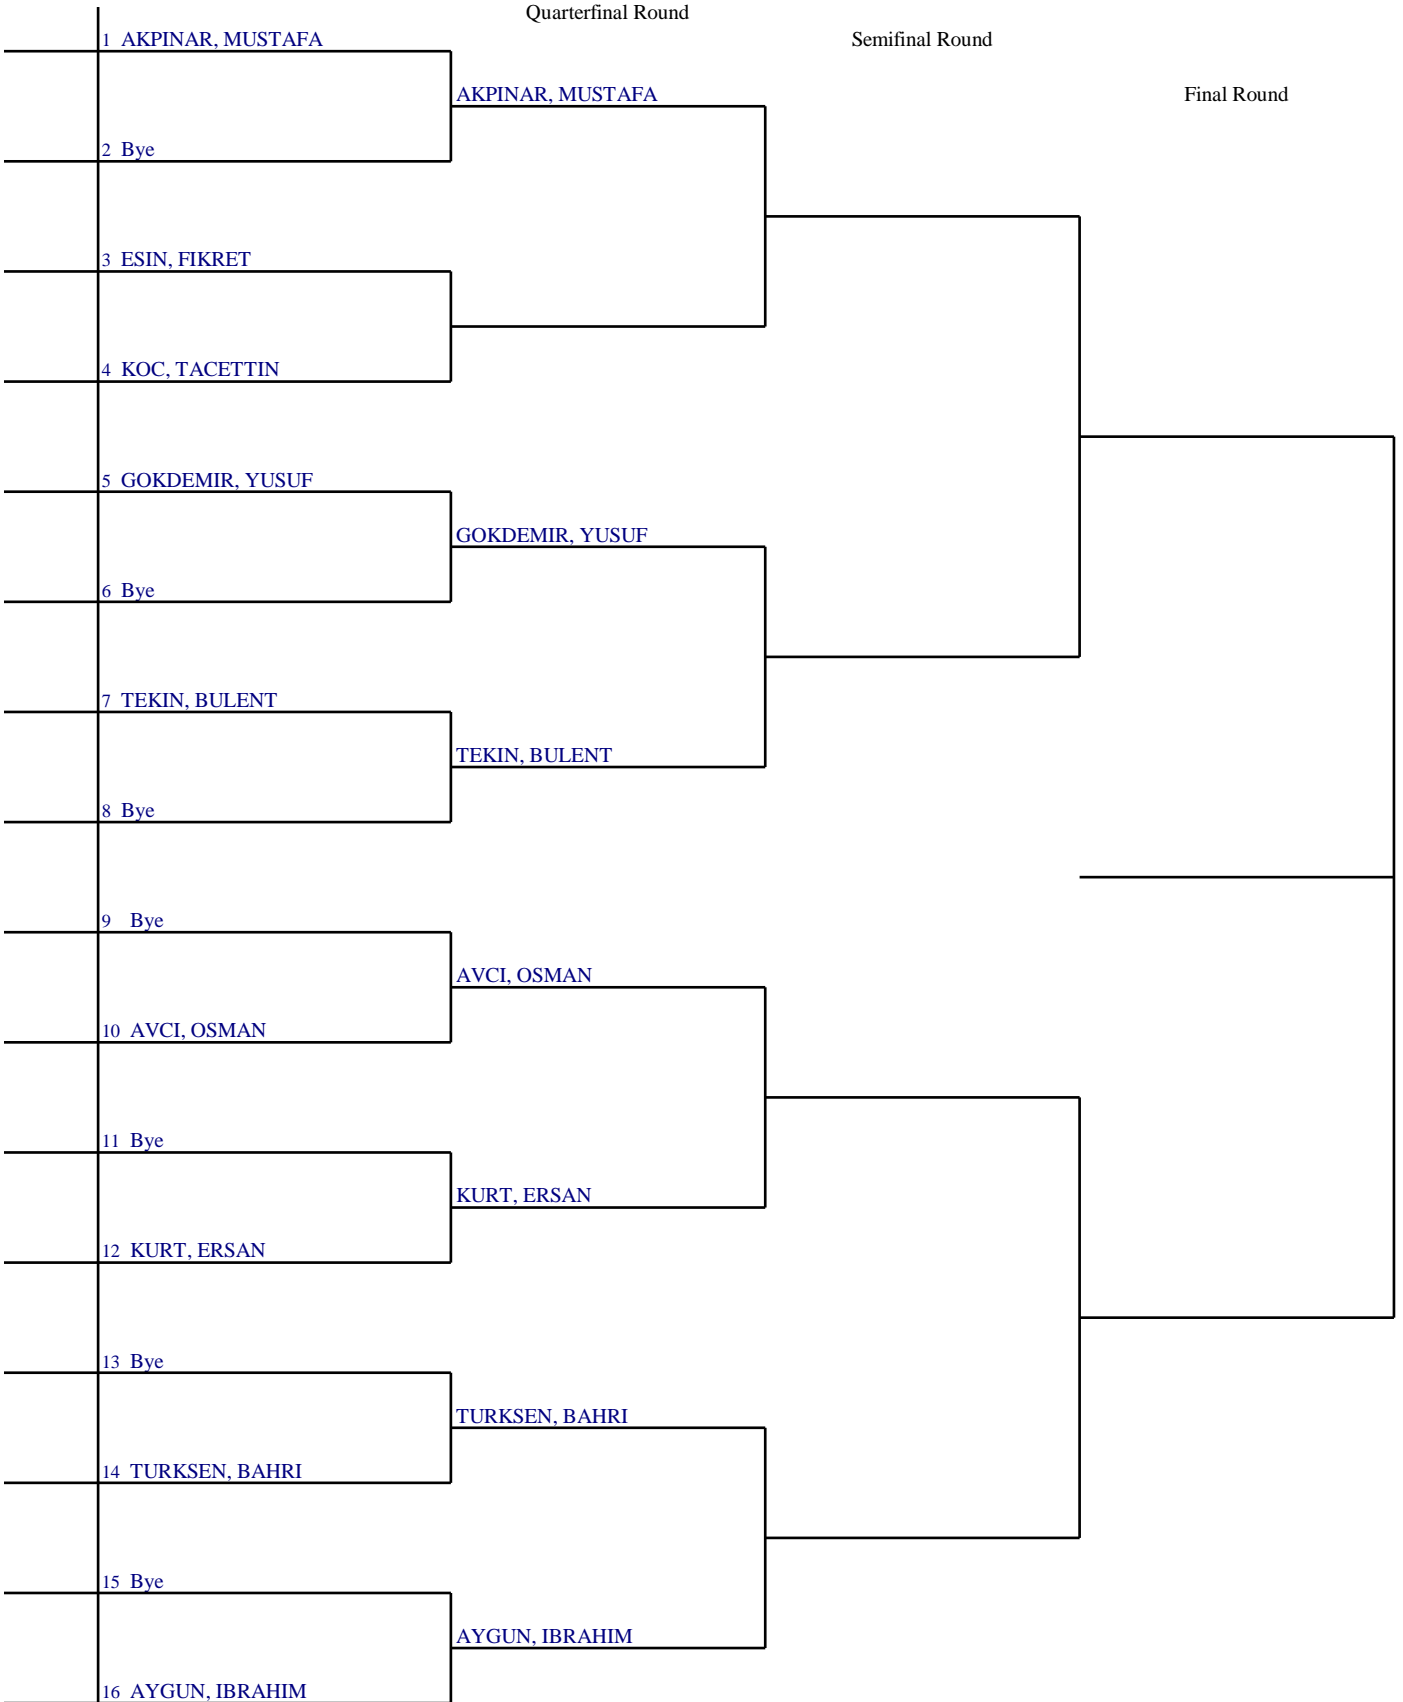 Quarterfinal Round
Semifinal Round
Final Round
1 AKPINAR, MUSTAFA
AKPINAR, MUSTAFA
2 Bye
3 ESIN, FIKRET
4 KOC, TACETTIN
5 GOKDEMIR, YUSUF
GOKDEMIR, YUSUF
6 Bye
7 TEKIN, BULENT
TEKIN, BULENT
8 Bye
9 Bye
AVCI, OSMAN
10 AVCI, OSMAN
11 Bye
KURT, ERSAN
12 KURT, ERSAN
13 Bye
TURKSEN, BAHRI
14 TURKSEN, BAHRI
15 Bye
AYGUN, IBRAHIM
16 AYGUN, IBRAHIM